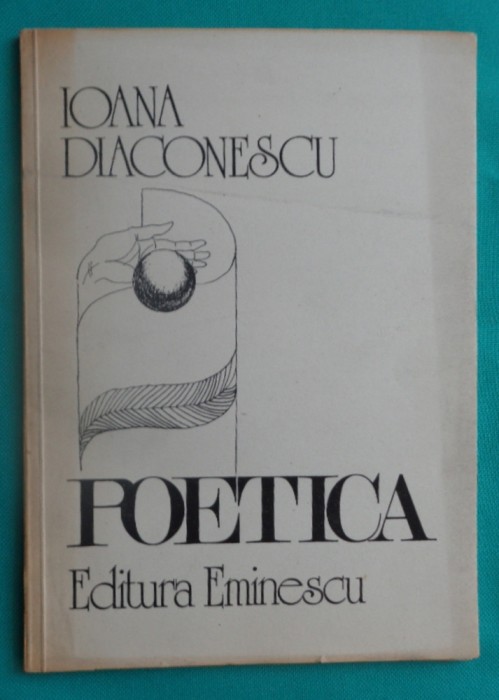 IOANA
DIACONESCU
POETICA
Editura Eminescu